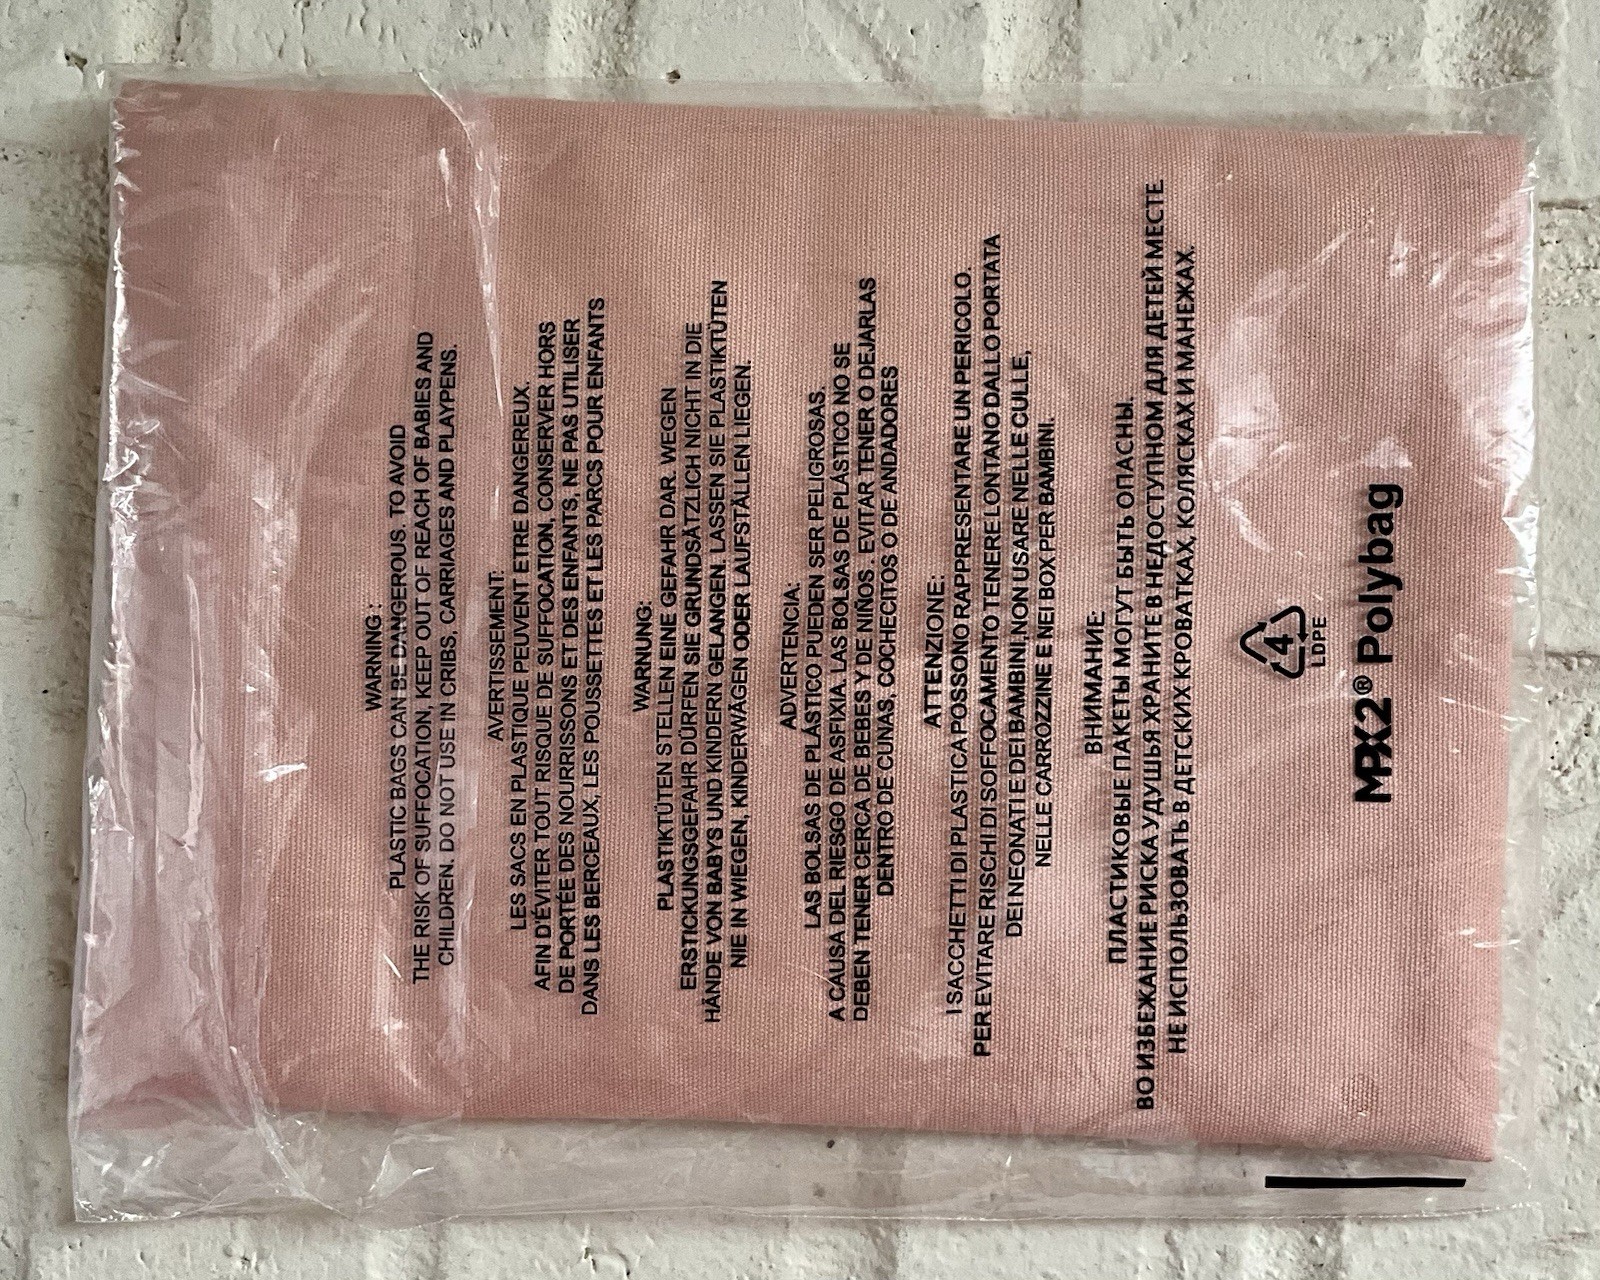 WARNING:
PLASTIC BAGS CAN BE DANGEROUS. TO AVOID
THE RISK OF SUFFOCATION, KEEP OUT OF REACH OF BABIES AND
CHILDREN. DO NOT USE IN CRIBS, CARRIAGES AND PLAYPENS.
AVERTISSEMENT:
LES SACS EN PLASTIQUE PEUVENT ETRE DANGEREUX.
AFIN D'ÉVITER TOUT RISQUE DE SUFFOCATION, CONSERVER HORS
DE PORTÉE DES NOURRISSONS ET DES ENFANTS, NE PAS UTILISER
DANS LES BERCEAUX, LES POUSSETTES ET LES PARCS POUR ENFANTS
WARNUNG:
PLASTIKTÜTEN STELLEN EINE GEFAHR DAR. WEGEN
ERSTICKUNGSGEFAHR DÜRFEN SIE GRUNDSÄTZLICH NICHT IN DIE
HÄNDE VON BABYS UND KINDERN GELANGEN. LASSEN SIE PLASTIKTÜTEN
NIE IN WIEGEN, KINDERWÄGEN ODER LAUFSTÄLLEN LIEGEN.
ADVERTENCIA:
LAS BOLSAS DE PLÁSTICO PUEDEN SER PELIGROSAS.
A CAUSA DEL RIESGO DE ASFIXIA. LAS BOLSAS DE PLÁSTICO NO SE
DEBEN TENER CERCA DE BEBES Y DE NIÑOS. EVITAR TENER O DEJARLAS
DENTRO DE CUNAS, COCHECITOS O DE ANDADORES
ATTENZIONE:
I SACCHETTI DI PLASTICA POSSONO RAPPRESENTARE UN PERICOLO.
PER EVITARE RISCHI DI SOFFOCAMENTO TENERE LONTANO DALLO PORTATA
DEI NEONATI E DEI BAMBINI,NON USARE NELLE CULLE,
NELLE CARROZZINE E NEI BOX PER BAMBINI.
ВНИМАНИЕ:
ПЛАСТИКОВЫЕ ПАКЕТЫ МОГУТ БЫТЬ ОПАСНЫ.
ВО ИЗБЕЖАНИЕ РИСКА УДУШЬЯ ХРАНИТЕ В НЕДОСТУПНОМ ДЛЯ ДЕТЕЙ МЕСТЕ.
НЕ ИСПОЛЬЗОВАТЬ В ДЕТСКИХ КРОВАТКАХ, КОЛЯСКАХ И МАНЕЖАХ.
4
LDPE
MPX2® Polybag